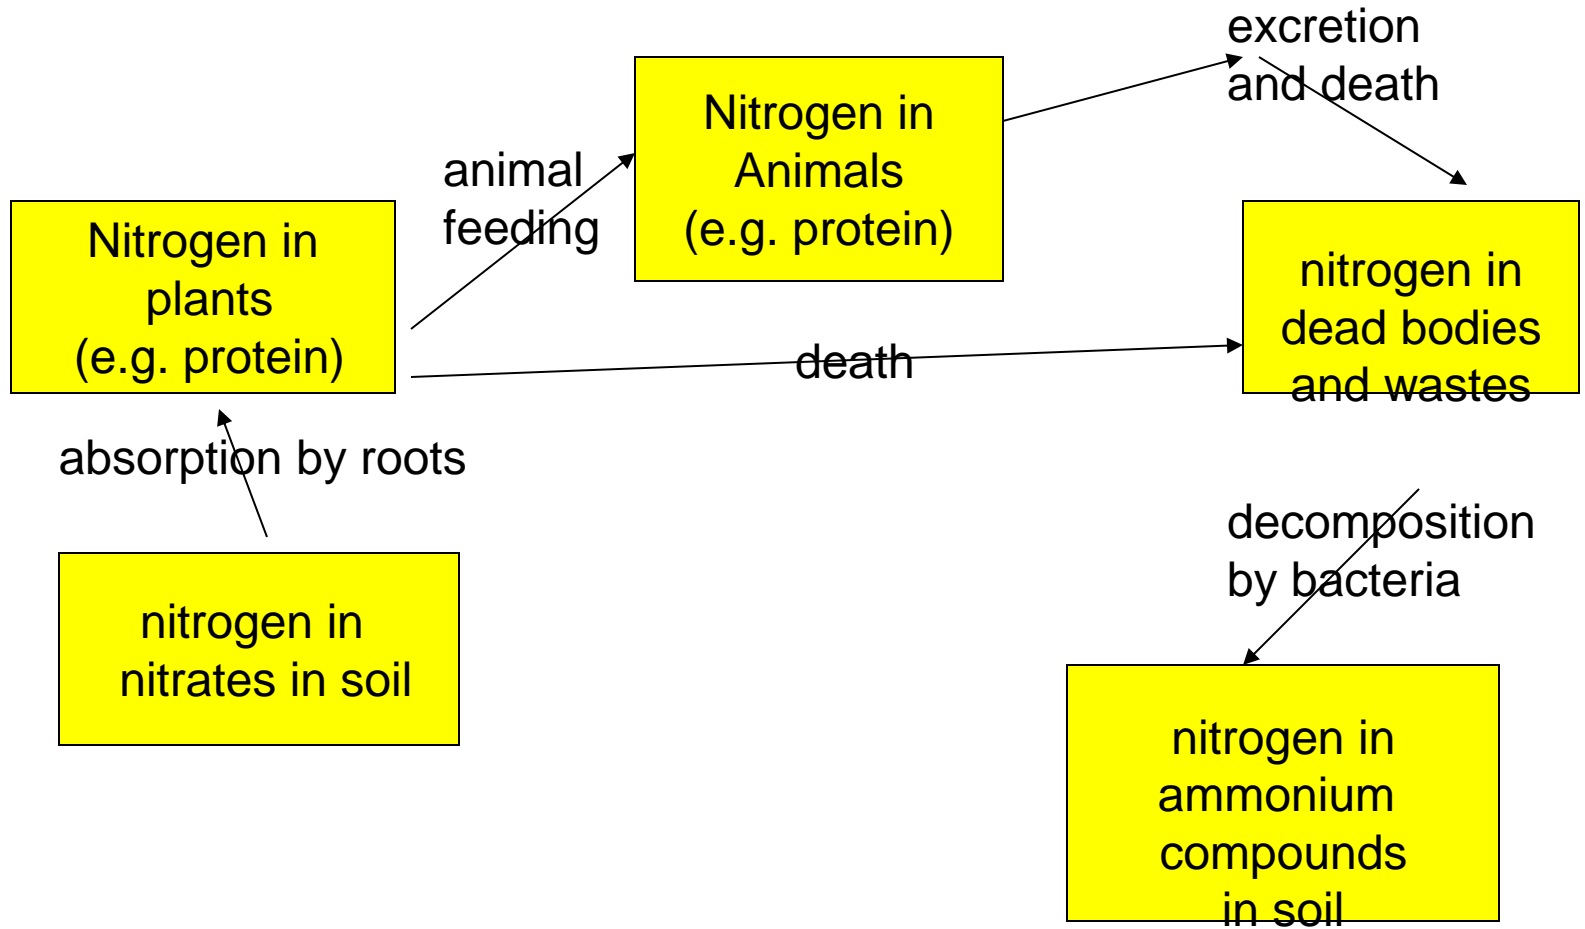 excretion
and death
Nitrogen in
Animals
(e.g. protein)
animal
feeding
Nitrogen in
plants
(e.g. protein)
nitrogen in
dead bodies
and wastes
death
absorption by roots
decomposition
by bacteria
nitrogen in
nitrates in soil
nitrogen in
ammonium
compounds
in soil